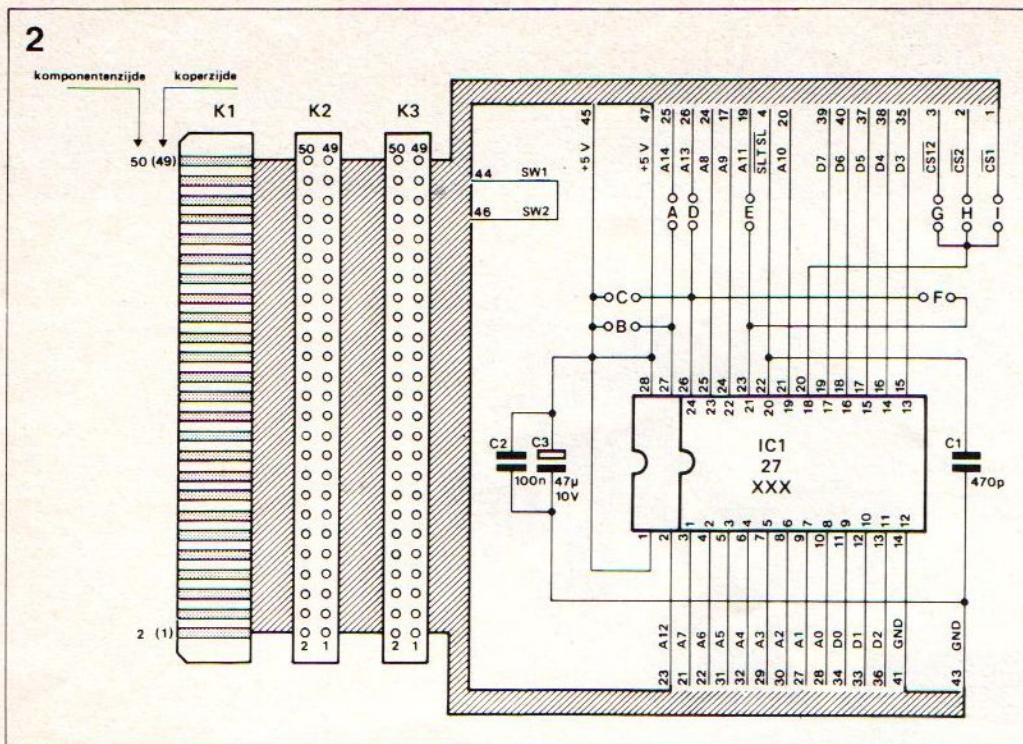 2
komponentenzijde koperzijde
K1 K2 K3
50 (49) 50 49 50 49
2 (1) 2 1 2 1
44 SW1
46 SW2
45 47 25 26 24 17 19 4 20 39 40 37 38 35 3 2 1
+5 V +5 V A14 A13 A8 A9 A11 SLTSL A10 D7 D6 D5 D4 D3 CS12 CS2 CS1
A D E G H I
C F
B
28 27 26 25 24 23 22 21 20 19 18 17 16 15
24 23 22 21 20 19 18 17 16 15 14 13
IC1
27
XXX
C2
100n
C3
47µ
10V
C1
470p
1 2 3 4 5 6 7 8 9 10 11 12
1 2 3 4 5 6 7 8 9 10 11 12 13 14
A12 A7 A6 A5 A4 A3 A2 A1 A0 D0 D1 D2 GND GND
23 21 22 31 32 29 30 27 28 34 33 36 41 43